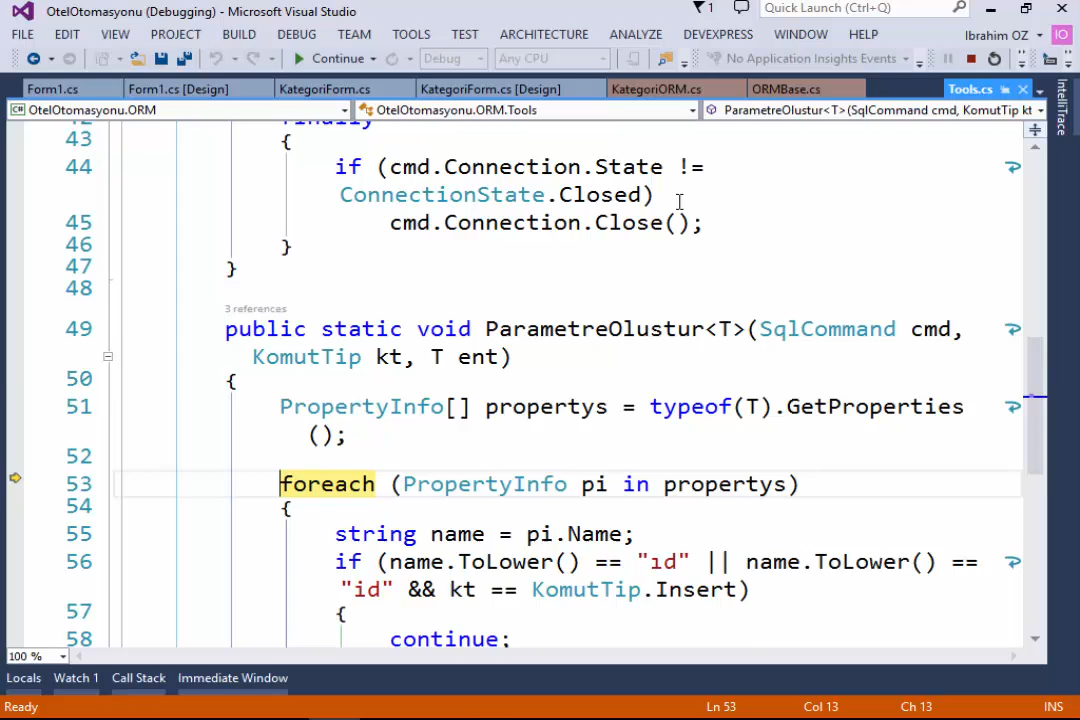 OtelOtomasyonu (Debugging) - Microsoft Visual Studio
1
Quick Launch (Ctrl+Q)
FILE EDIT VIEW PROJECT BUILD DEBUG TEAM TOOLS TEST ARCHITECTURE ANALYZE DEVEXPRESS WINDOW HELP Ibrahim OZ IO
Continue Debug Any CPU No Application Insights Events
Form1.cs Form1.cs [Design] KategoriForm.cs KategoriForm.cs [Design] KategoriORM.cs ORMBase.cs Tools.cs
OtelOtomasyonu.ORM OtelOtomasyonu.ORM.Tools ParametreOlustur<T>(SqlCommand cmd, KomutTip kt
IntelliTrace
42 finally
43 {
44 if (cmd.Connection.State !=
ConnectionState.Closed)
45 cmd.Connection.Close();
46 }
47 }
48
3 references
49 public static void ParametreOlustur<T>(SqlCommand cmd,
KomutTip kt, T ent)
50 {
51 PropertyInfo[] propertys = typeof(T).GetProperties
();
52
53 foreach (PropertyInfo pi in propertys)
54 {
55 string name = pi.Name;
56 if (name.ToLower() == "ıd" || name.ToLower() ==
"id" && kt == KomutTip.Insert)
57 {
58 continue;
100 %
Locals Watch 1 Call Stack Immediate Window
Ready Ln 53 Col 13 Ch 13 INS